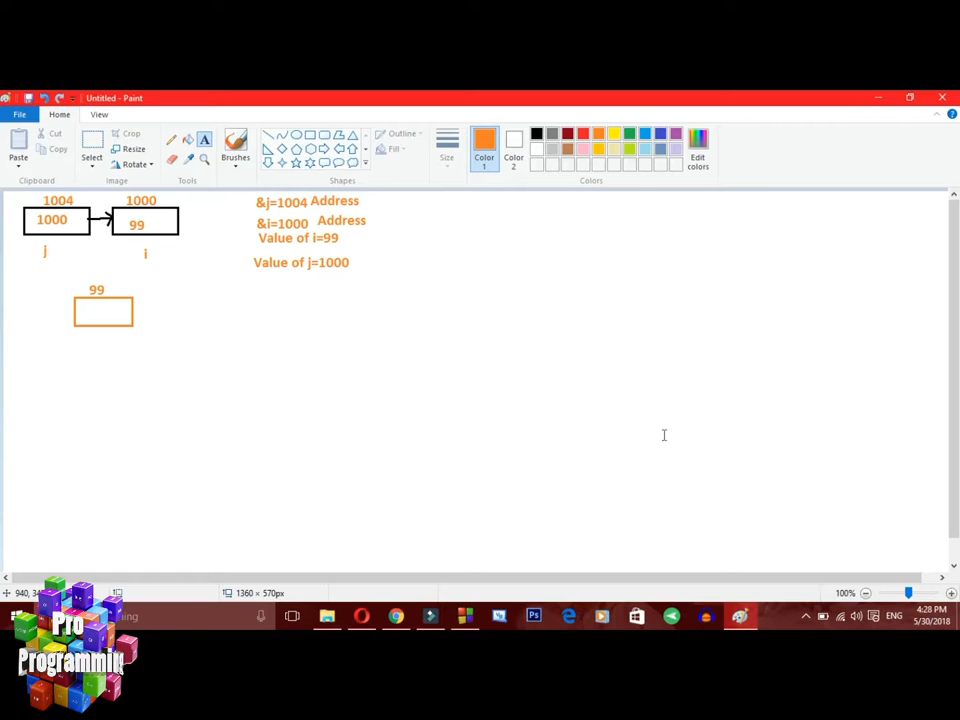 Untitled - Paint
File
Home
View
Cut
Copy
Paste
Clipboard
Crop
Resize
Rotate
Select
Image
Tools
Brushes
Shapes
Outline
Fill
Size
Color 1
Color 2
Edit colors
Colors
1004
1000
&j=1004 Address
1000
99
&i=1000 Address
Value of i=99
j
i
Value of j=1000
99
1360 × 570px
100%
4:28 PM
ENG
5/30/2018
Pro
Programming